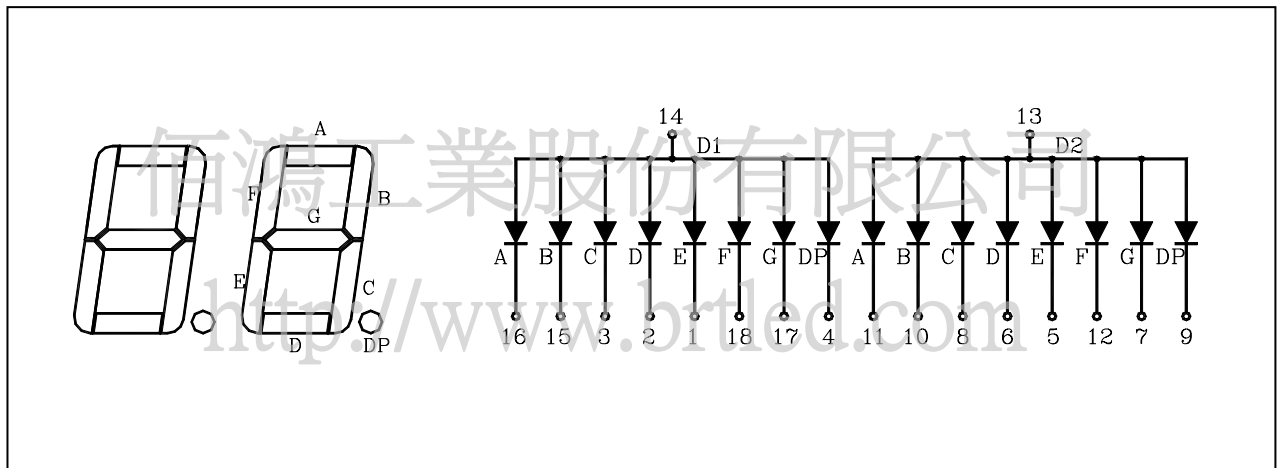 佰鴻工業股份有限公司
http://www.brtled.com
A
F
B
G
E
C
D
DP
14 13
D1 D2
A B C D E F G DP A B C D E F G DP
16 15 3 2 1 18 17 4 11 10 8 6 5 12 7 9